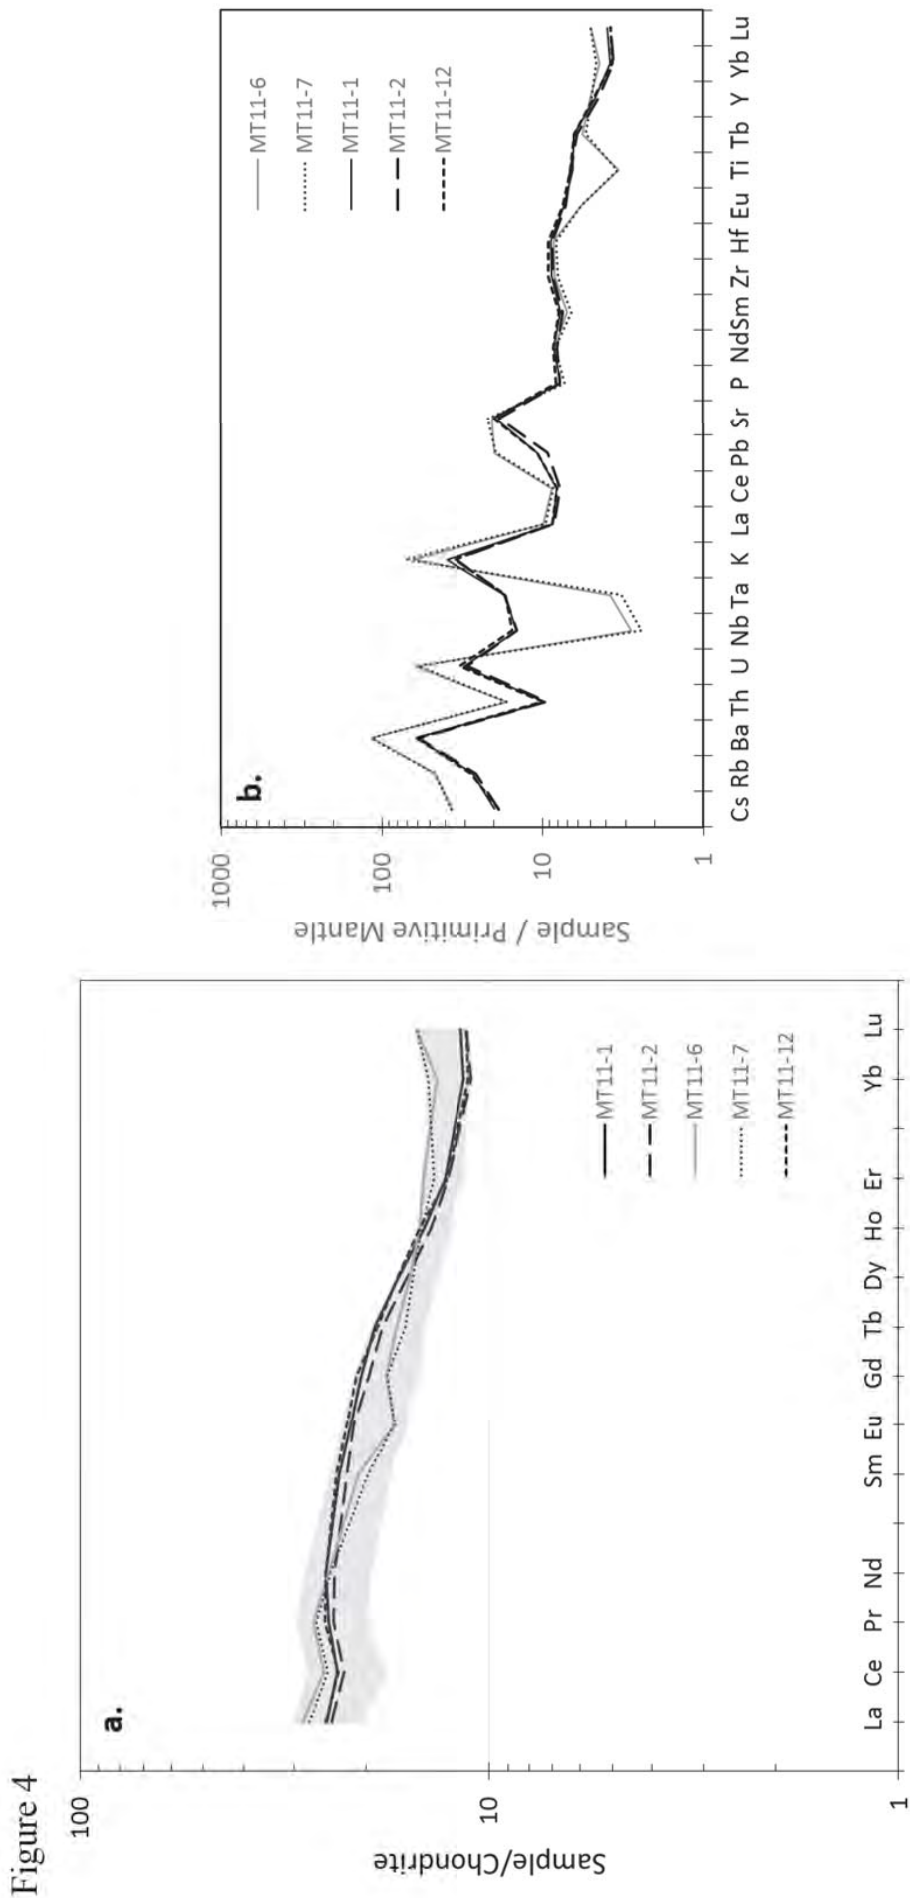 Figure 4
a.
Sample/Chondrite
100
10
1
La Ce Pr Nd Sm Eu Gd Tb Dy Ho Er Yb Lu
MT11-1
MT11-2
MT11-6
MT11-7
MT11-12
b.
Sample / Primitive Mantle
1000
100
10
1
Cs Rb Ba Th U Nb Ta K La Ce Pb Sr P Nd Sm Zr Hf Eu Ti Tb Y Yb Lu
MT11-6
MT11-7
MT11-1
MT11-2
MT11-12